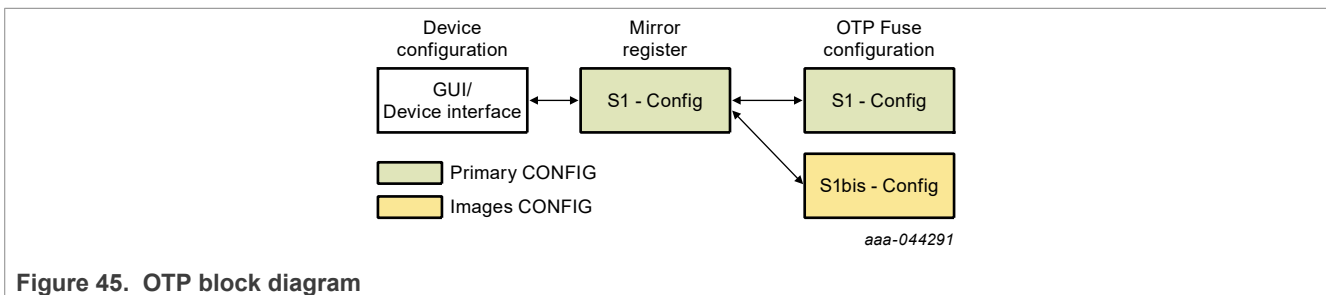 Device
configuration
Mirror
register
OTP Fuse
configuration
GUI/
Device interface
S1 - Config
S1 - Config
S1bis - Config
Primary CONFIG
Images CONFIG
aaa-044291
Figure 45. OTP block diagram